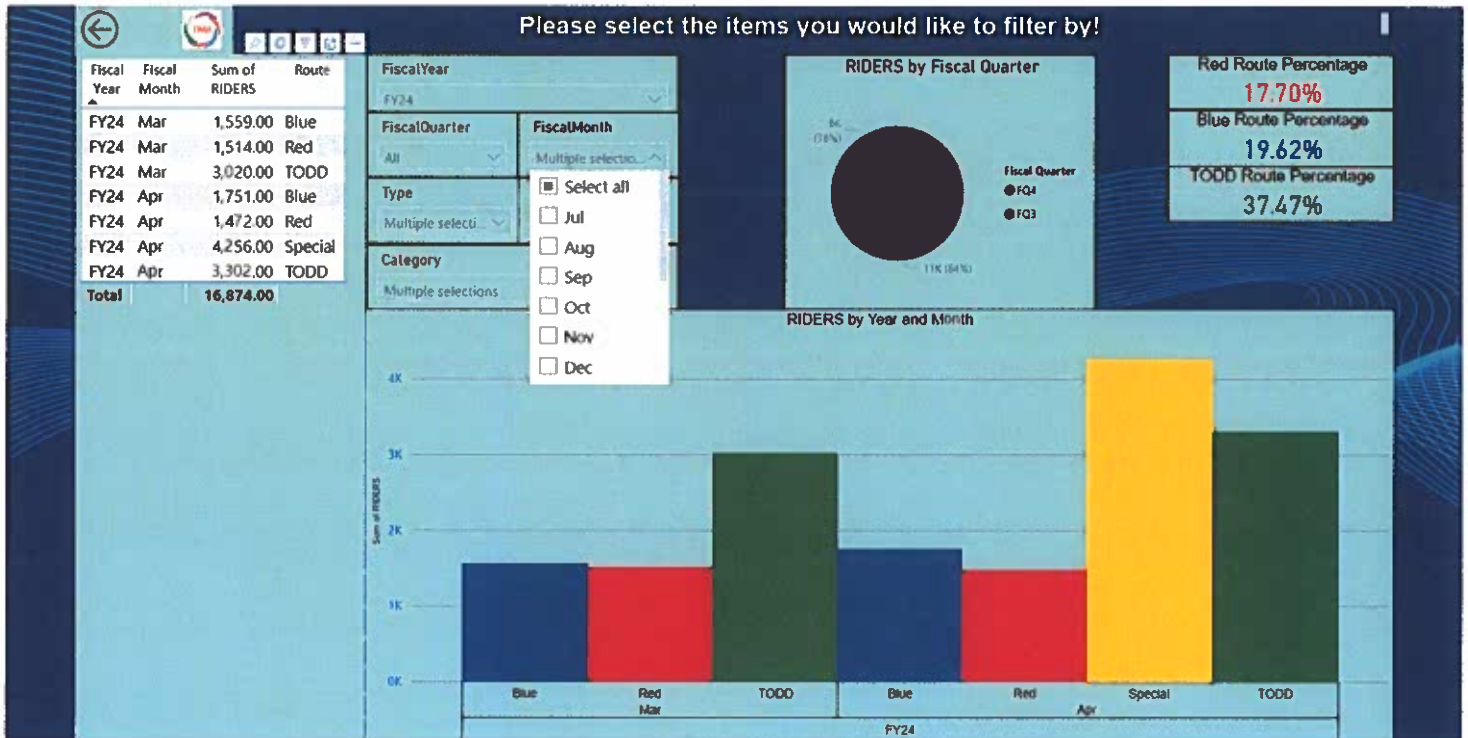 Please select the items you would like to filter by!
Fiscal Year Fiscal Month Sum of RIDERS Route
FY24 Mar 1,559.00 Blue
FY24 Mar 1,514.00 Red
FY24 Mar 3,020.00 TODD
FY24 Apr 1,751.00 Blue
FY24 Apr 1,472.00 Red
FY24 Apr 4,256.00 Special
FY24 Apr 3,302.00 TODD
Total 16,874.00
FiscalYear
FY24
FiscalQuarter
All
FiscalMonth
Multiple selectio...
Select all
Jul
Aug
Sep
Oct
Nov
Dec
Type
Multiple selecti...
Category
Multiple selections
RIDERS by Fiscal Quarter
6K
(36%)
11K (64%)
Fiscal Quarter
FQ4
FQ3
Red Route Percentage
17.70%
Blue Route Percentage
19.62%
TODD Route Percentage
37.47%
RIDERS by Year and Month
Sum of RIDERS
4K
3K
2K
1K
0K
Blue Red TODD Blue Red Special TODD
Mar Apr
FY24